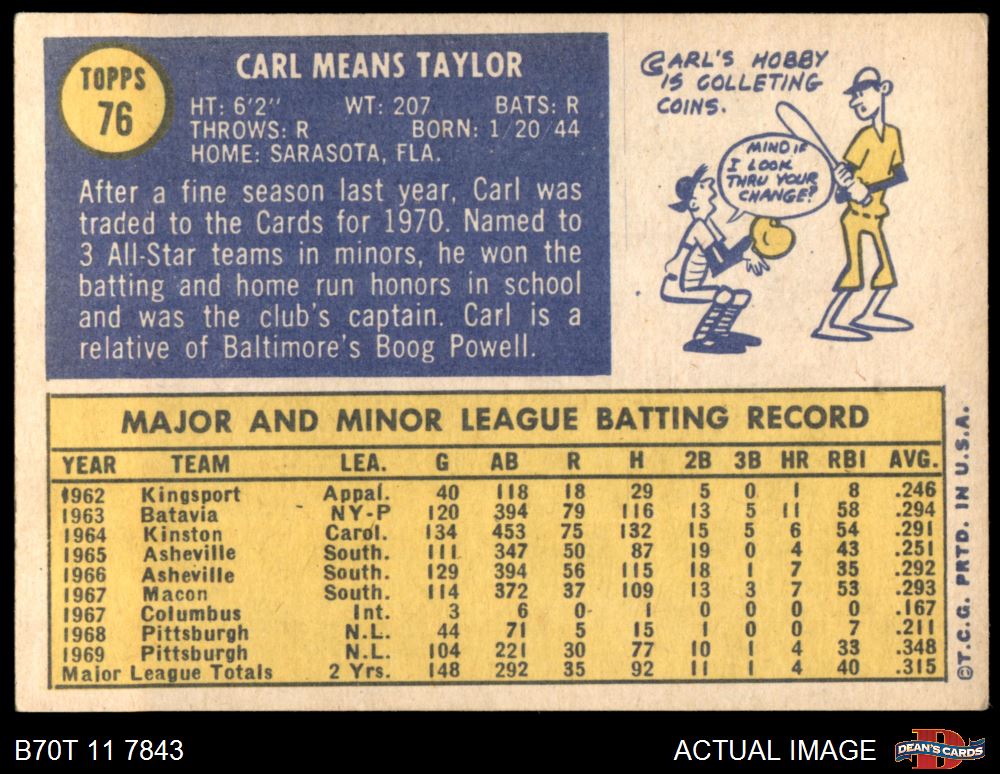 TOPPS
76
CARL MEANS TAYLOR
HT: 6'2" WT: 207 BATS: R
THROWS: R BORN: 1/20/44
HOME: SARASOTA, FLA.
After a fine season last year, Carl was
traded to the Cards for 1970. Named to
3 All-Star teams in minors, he won the
batting and home run honors in school
and was the club's captain. Carl is a
relative of Baltimore's Boog Powell.
CARL'S HOBBY
IS COLLETING
COINS.
MIND IF
I LOOK
THRU YOUR
CHANGE?
MAJOR AND MINOR LEAGUE BATTING RECORD
YEAR TEAM LEA. G AB R H 2B 3B HR RBI AVG.
1962 Kingsport Appal. 40 118 18 29 5 0 1 8 .246
1963 Batavia NY-P 120 394 79 116 13 5 11 58 .294
1964 Kinston Carol. 134 453 75 132 15 5 6 54 .291
1965 Asheville South. 111 347 50 87 19 0 4 43 .251
1966 Asheville South. 129 394 56 115 18 1 7 35 .292
1967 Macon South. 114 372 37 109 13 3 7 53 .293
1967 Columbus Int. 3 6 0 1 0 0 0 0 .167
1968 Pittsburgh N.L. 44 71 5 15 1 0 0 7 .211
1969 Pittsburgh N.L. 104 221 30 77 10 1 4 33 .348
Major League Totals 2 Yrs. 148 292 35 92 11 1 4 40 .315
©T.C.G. PRTD. IN U.S.A.
B70T 11 7843
ACTUAL IMAGE
D
DEAN'S CARDS